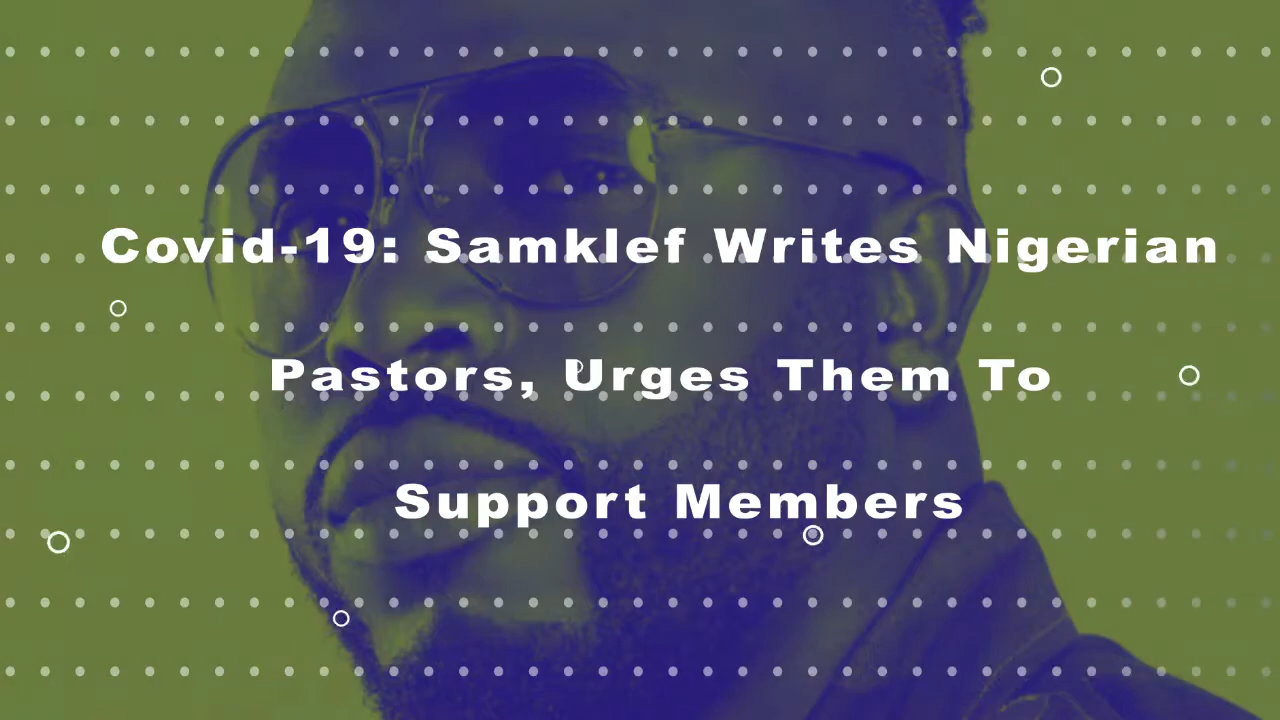 Covid-19: Samklef Writes Nigerian
Pastors, Urges Them To
Support Members